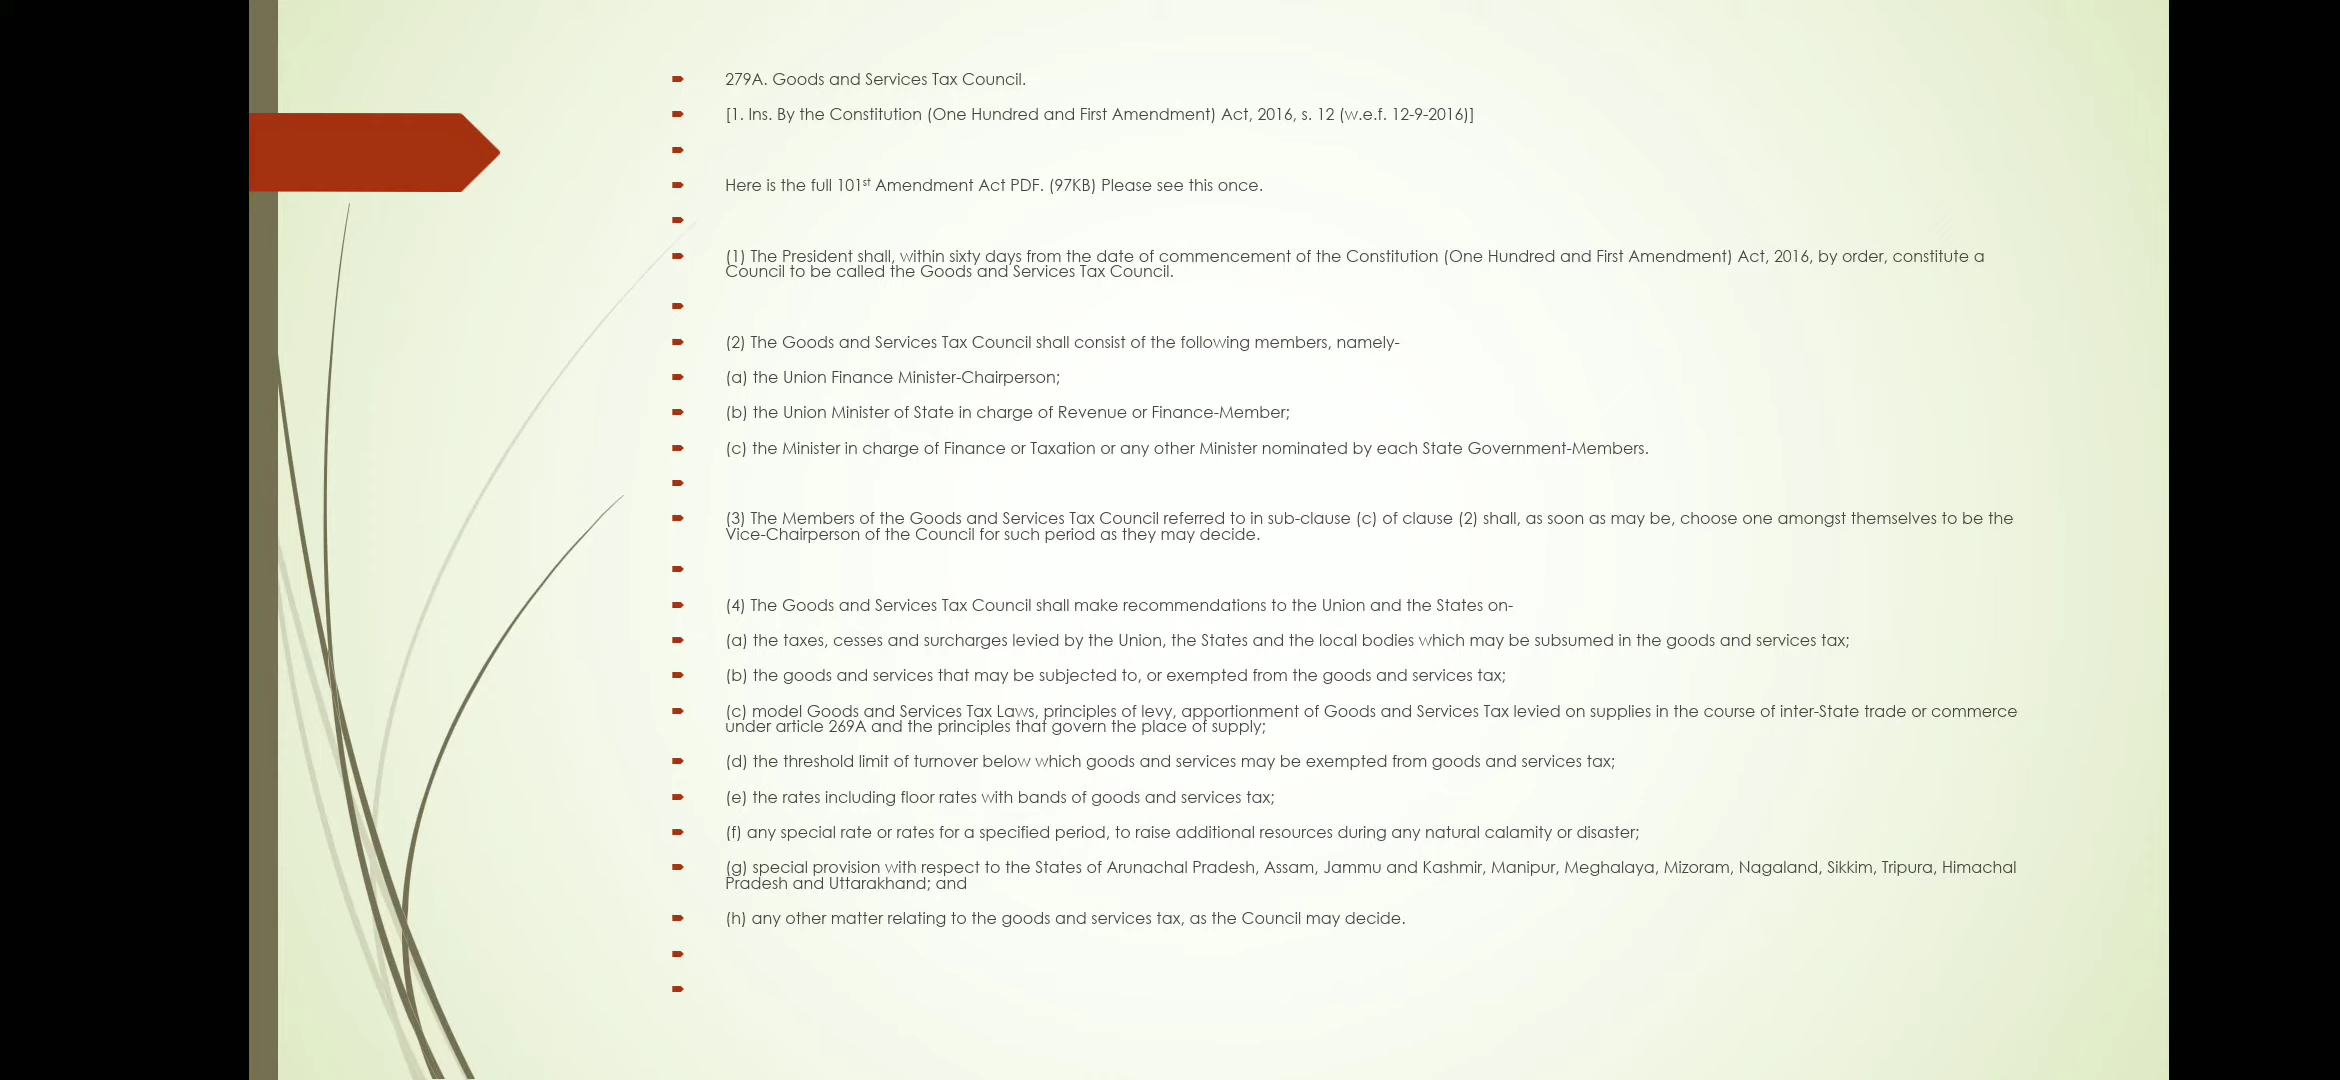 279A. Goods and Services Tax Council.
[1. Ins. By the Constitution (One Hundred and First Amendment) Act, 2016, s. 12 (w.e.f. 12-9-2016)]
Here is the full 101st Amendment Act PDF. (97KB) Please see this once.
(1) The President shall, within sixty days from the date of commencement of the Constitution (One Hundred and First Amendment) Act, 2016, by order, constitute a
Council to be called the Goods and Services Tax Council.
(2) The Goods and Services Tax Council shall consist of the following members, namely-
(a) the Union Finance Minister-Chairperson;
(b) the Union Minister of State in charge of Revenue or Finance-Member;
(c) the Minister in charge of Finance or Taxation or any other Minister nominated by each State Government-Members.
(3) The Members of the Goods and Services Tax Council referred to in sub-clause (c) of clause (2) shall, as soon as may be, choose one amongst themselves to be the
Vice-Chairperson of the Council for such period as they may decide.
(4) The Goods and Services Tax Council shall make recommendations to the Union and the States on-
(a) the taxes, cesses and surcharges levied by the Union, the States and the local bodies which may be subsumed in the goods and services tax;
(b) the goods and services that may be subjected to, or exempted from the goods and services tax;
(c) model Goods and Services Tax Laws, principles of levy, apportionment of Goods and Services Tax levied on supplies in the course of inter-State trade or commerce
under article 269A and the principles that govern the place of supply;
(d) the threshold limit of turnover below which goods and services may be exempted from goods and services tax;
(e) the rates including floor rates with bands of goods and services tax;
(f) any special rate or rates for a specified period, to raise additional resources during any natural calamity or disaster;
(g) special provision with respect to the States of Arunachal Pradesh, Assam, Jammu and Kashmir, Manipur, Meghalaya, Mizoram, Nagaland, Sikkim, Tripura, Himachal
Pradesh and Uttarakhand; and
(h) any other matter relating to the goods and services tax, as the Council may decide.